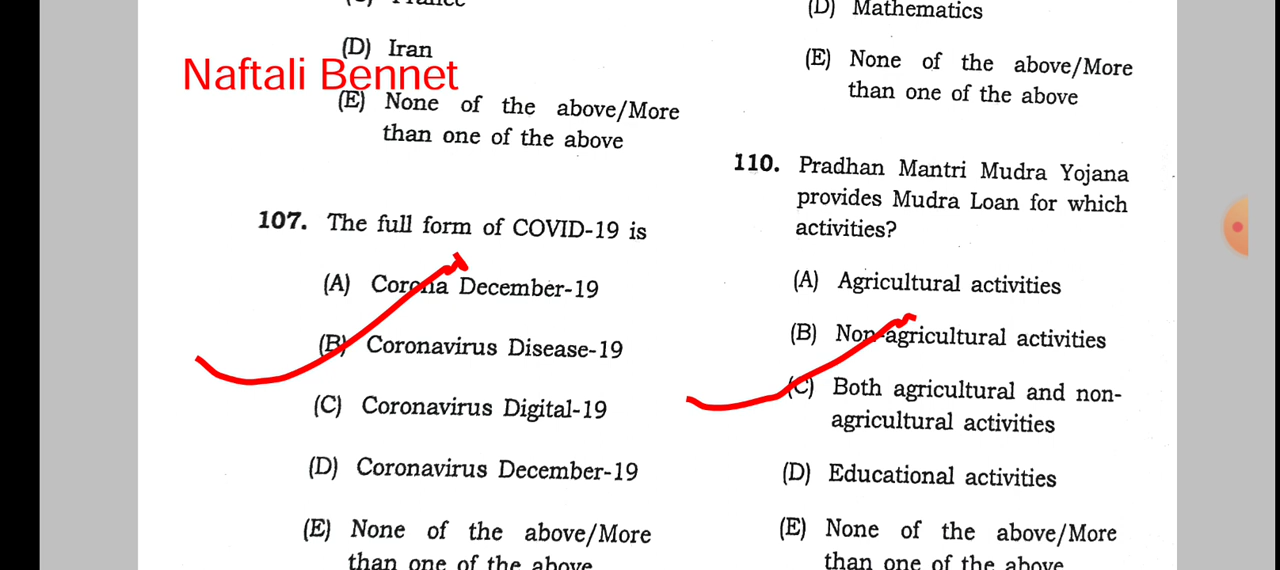 (D) Iran
Naftali Bennet
(E) None of the above/More
than one of the above
107. The full form of COVID-19 is
(A) Corona December-19
(B) Coronavirus Disease-19
(C) Coronavirus Digital-19
(D) Coronavirus December-19
(E) None of the above/More
than one of the above
(D) Mathematics
(E) None of the above/More
than one of the above
110. Pradhan Mantri Mudra Yojana
provides Mudra Loan for which
activities?
(A) Agricultural activities
(B) Non-agricultural activities
(C) Both agricultural and non-
agricultural activities
(D) Educational activities
(E) None of the above/More
than one of the above